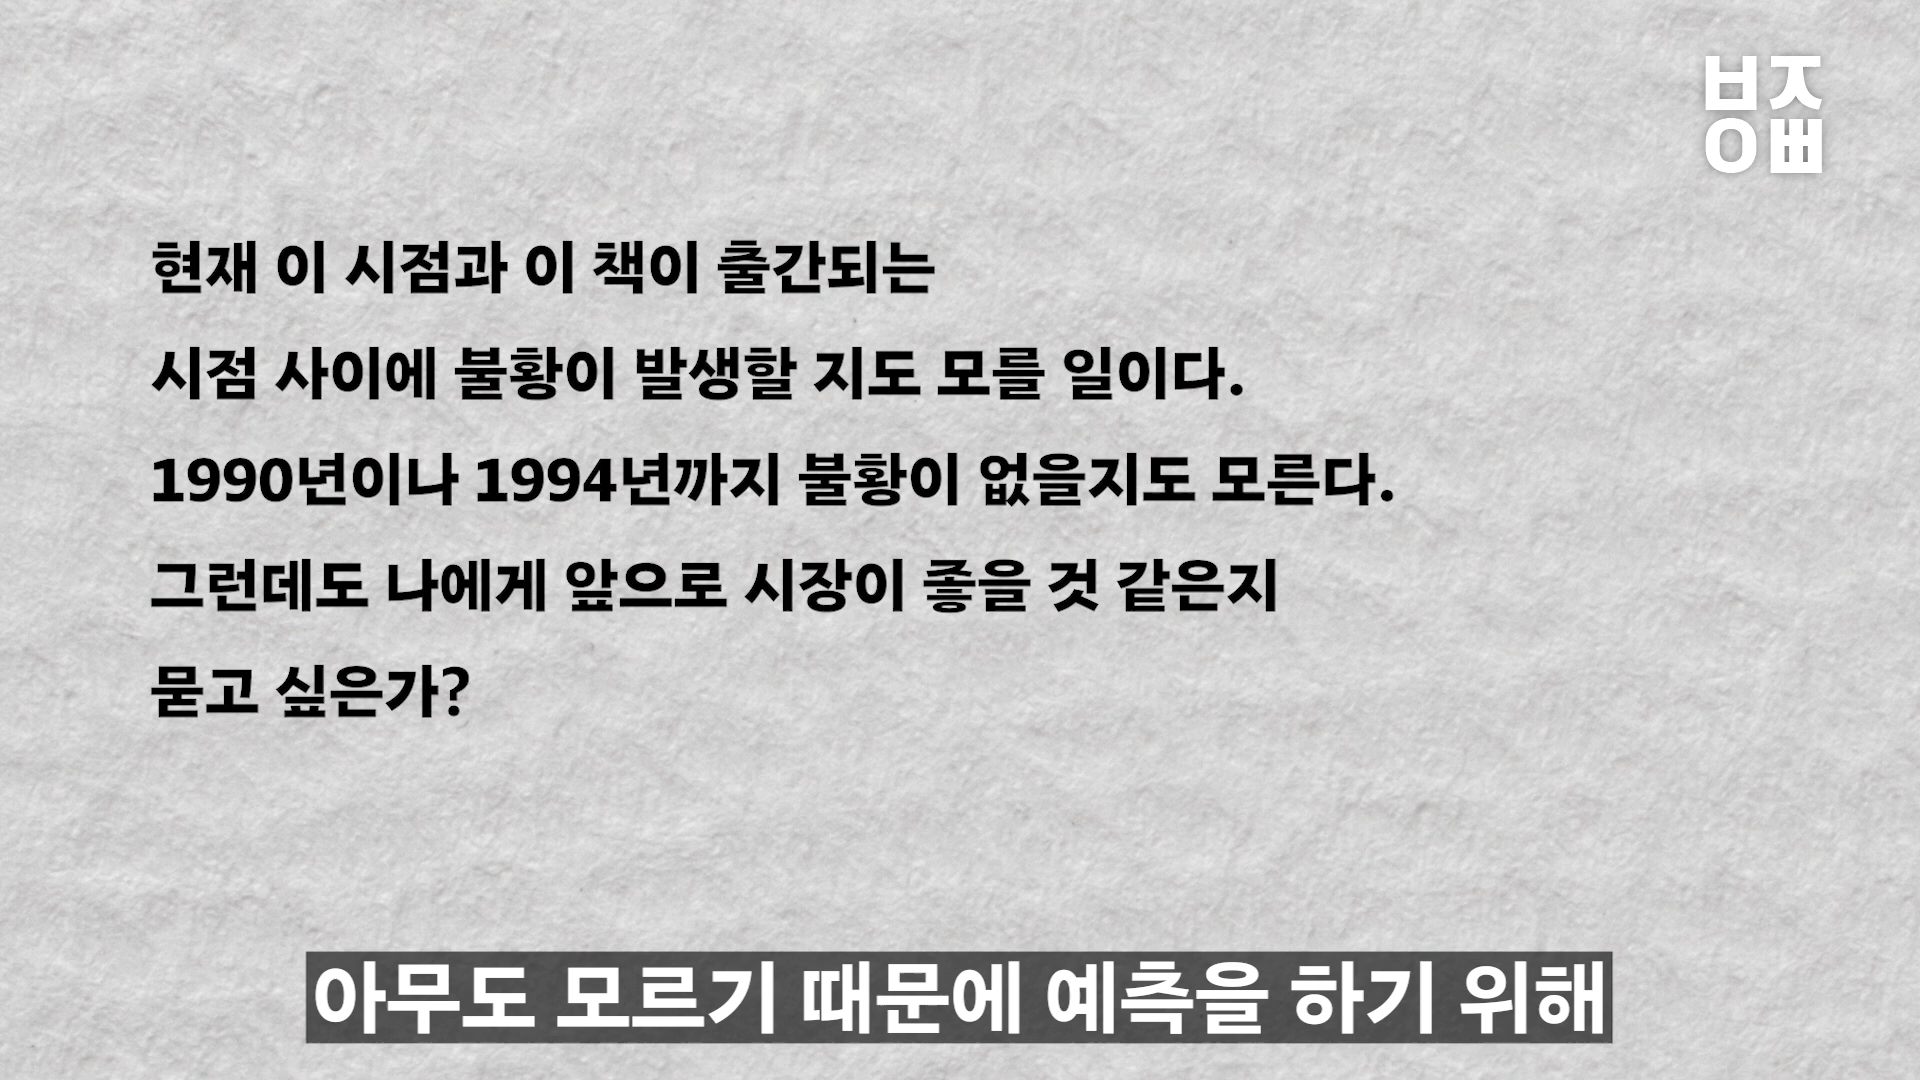 붕주뻐
현재 이 시점과 이 책이 출간되는
시점 사이에 불황이 발생할 지도 모를 일이다.
1990년이나 1994년까지 불황이 없을지도 모른다.
그런데도 나에게 앞으로 시장이 좋을 것 같은지
묻고 싶은가?
아무도 모르기 때문에 예측을 하기 위해